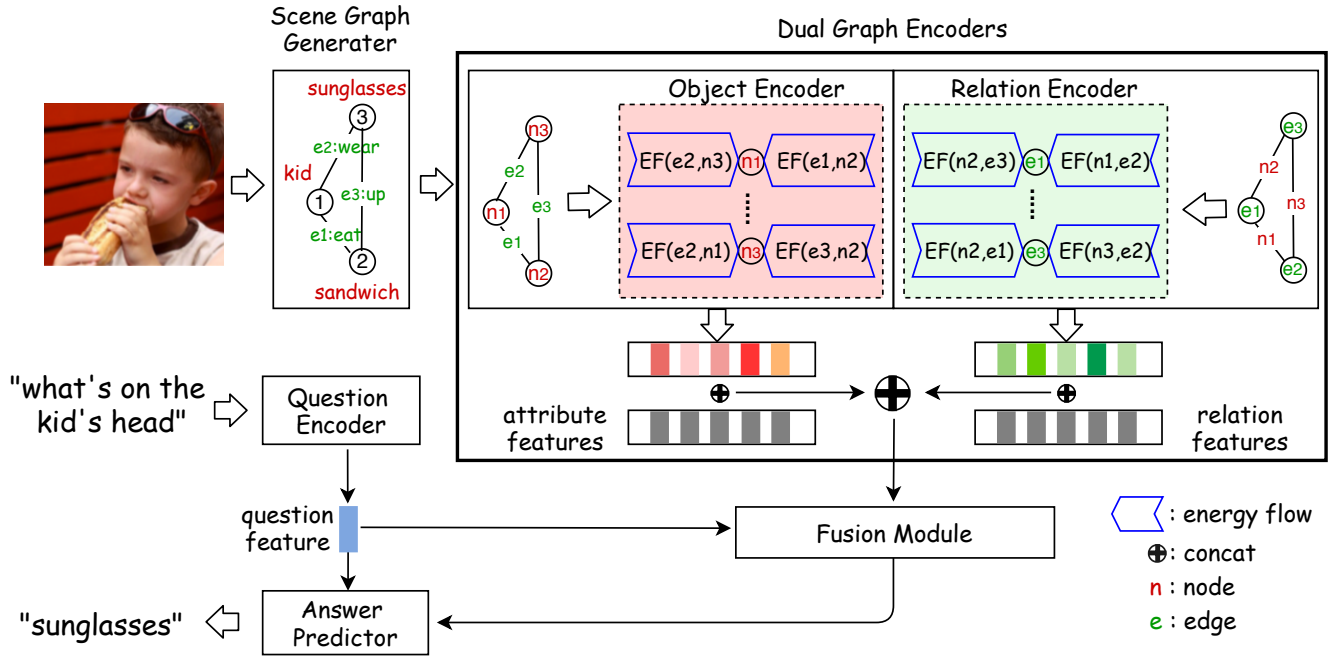 Scene Graph
Generater
Dual Graph Encoders
sunglasses
3
e2:wear
kid
e3:up
1
e1:eat
2
sandwich
n3
e2
n1
e3
e1
n2
Object Encoder
EF(e2,n3)
n1
EF(e1,n2)
EF(e2,n1)
n3
EF(e3,n2)
Relation Encoder
EF(n2,e3)
e1
EF(n1,e2)
EF(n2,e1)
e3
EF(n3,e2)
e3
n2
n3
e1
n1
e2
attribute
features
relation
features
"what's on the
kid's head"
Question
Encoder
question
feature
Fusion Module
Answer
Predictor
"sunglasses"
: energy flow
: concat
n : node
e : edge